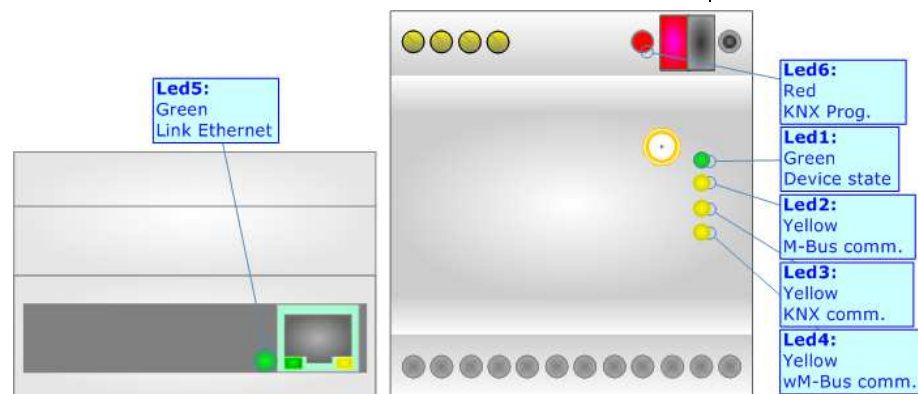 Led5:
Green
Link Ethernet
Led6:
Red
KNX Prog.
Led1:
Green
Device state
Led2:
Yellow
M-Bus comm.
Led3:
Yellow
KNX comm.
Led4:
Yellow
wM-Bus comm.